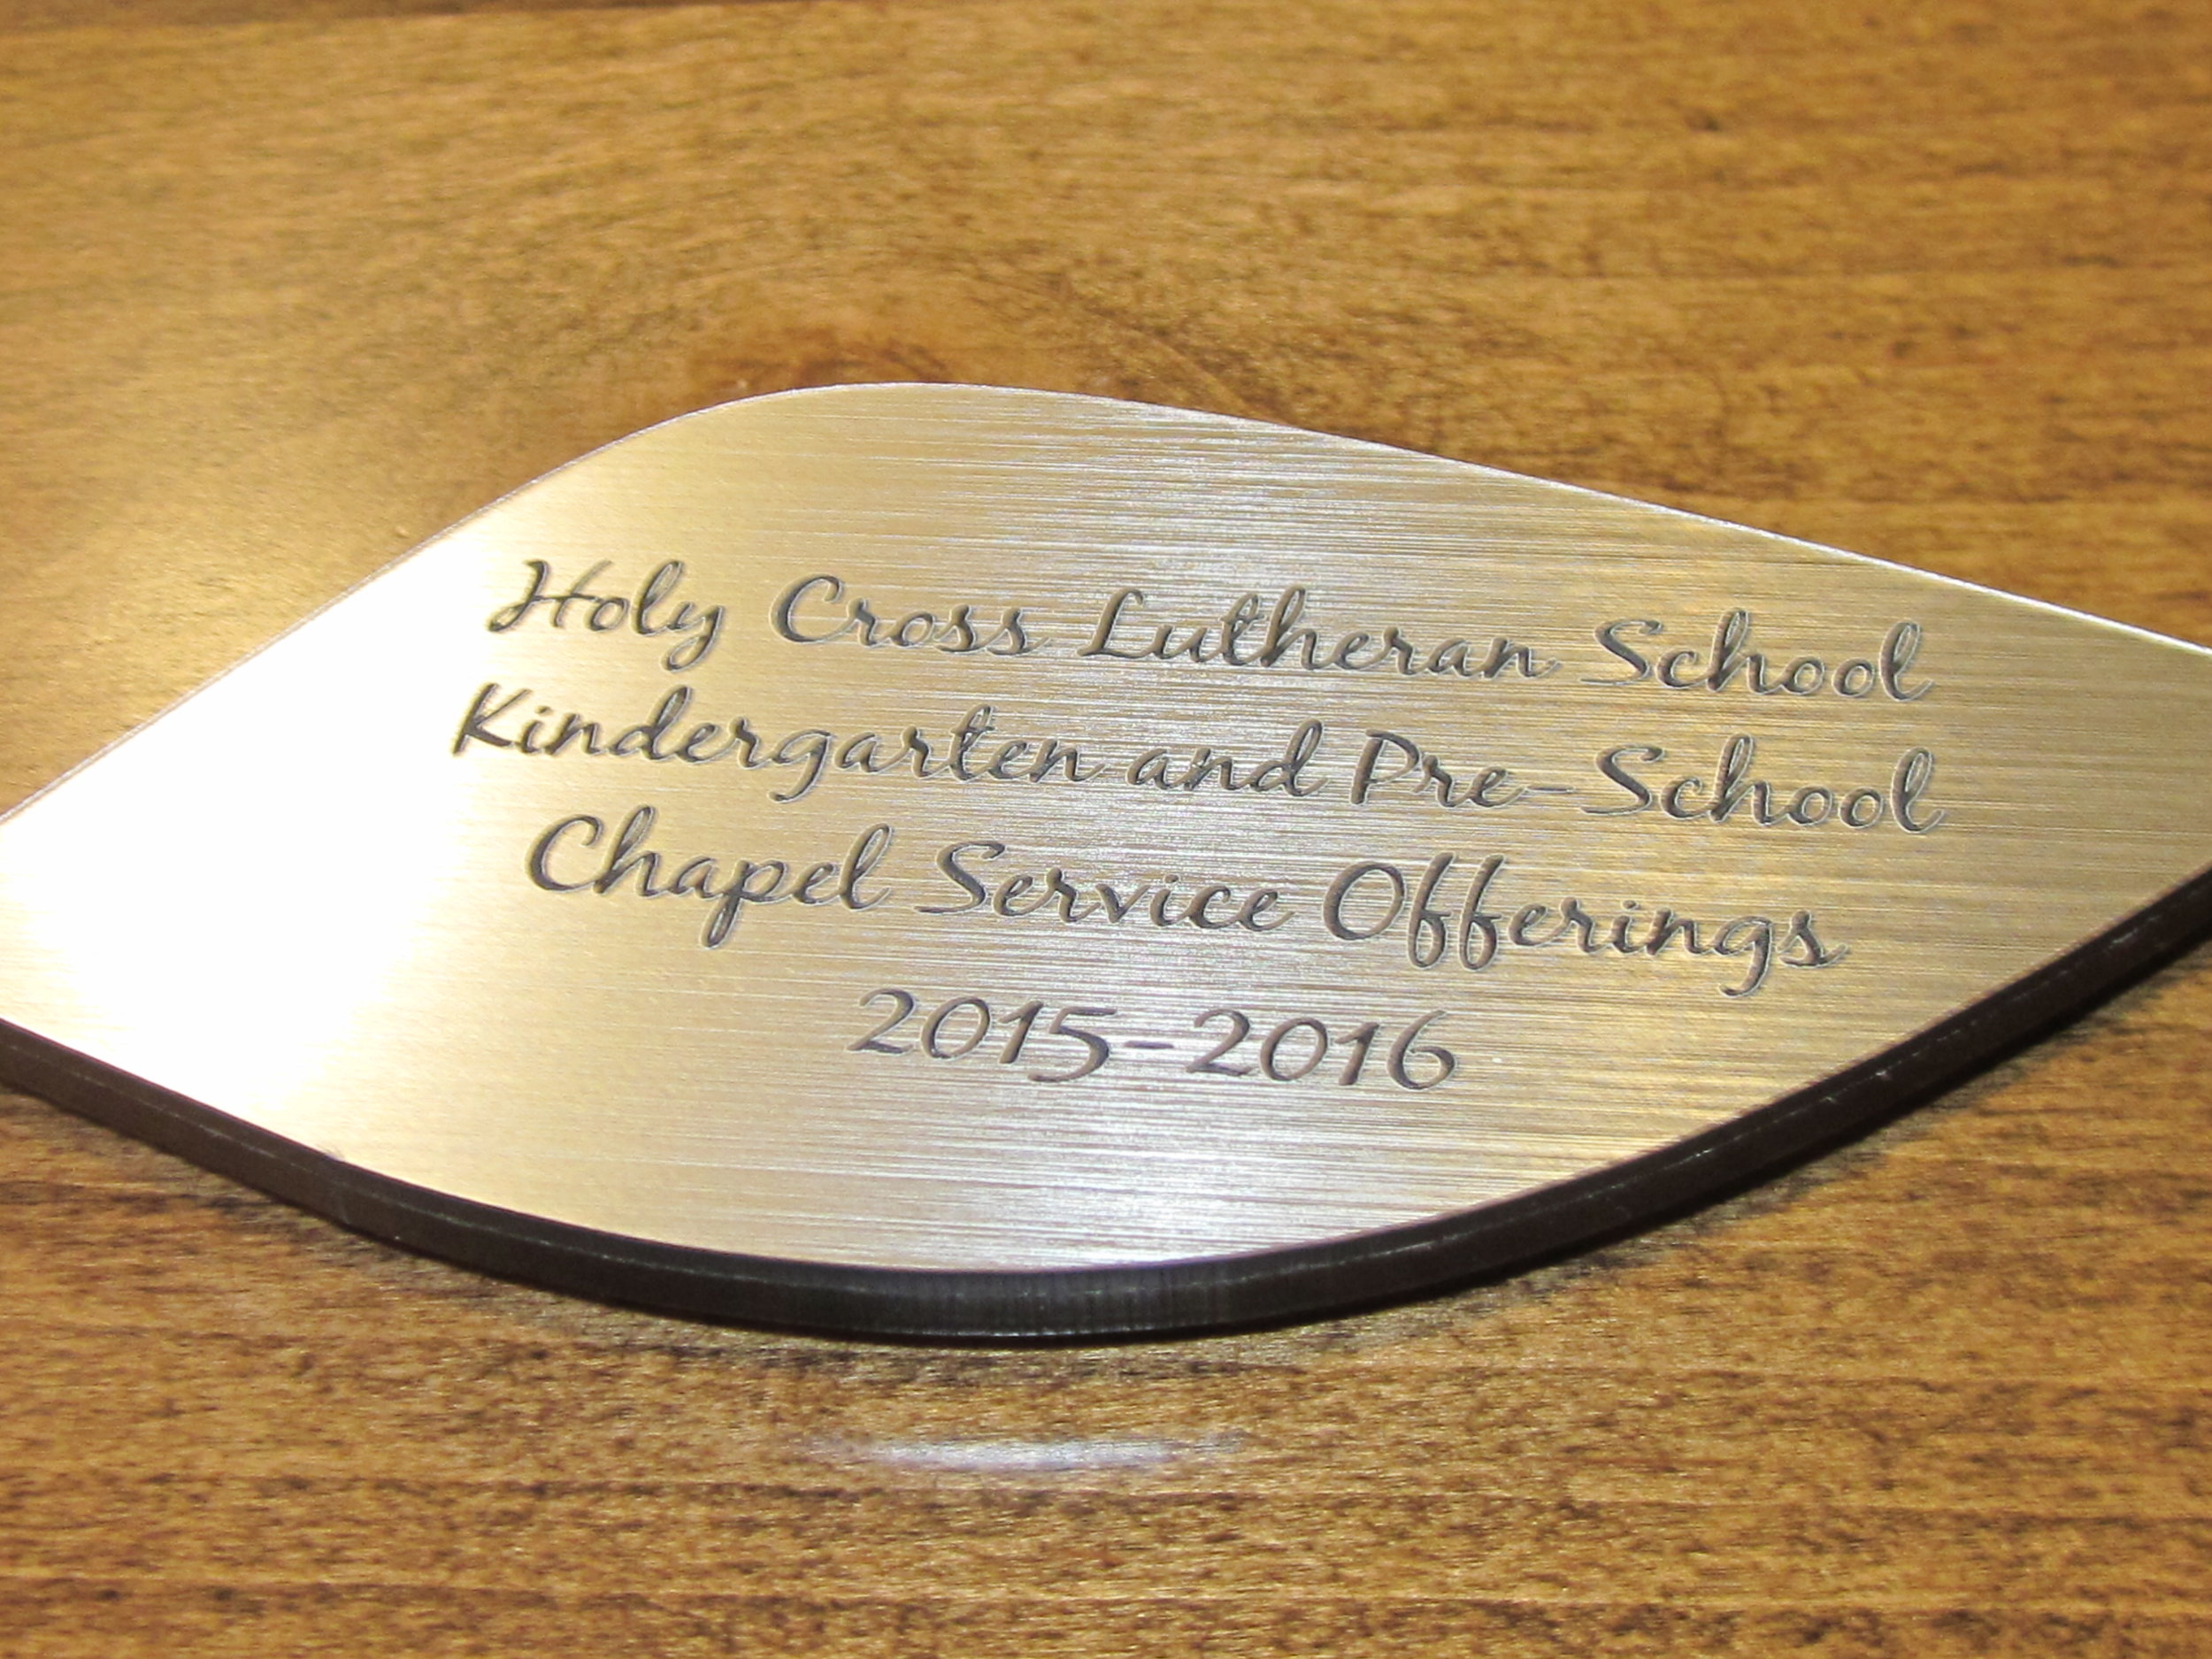 Holy Cross Lutheran School
Kindergarten and Pre-School
Chapel Service Offerings
2015-2016